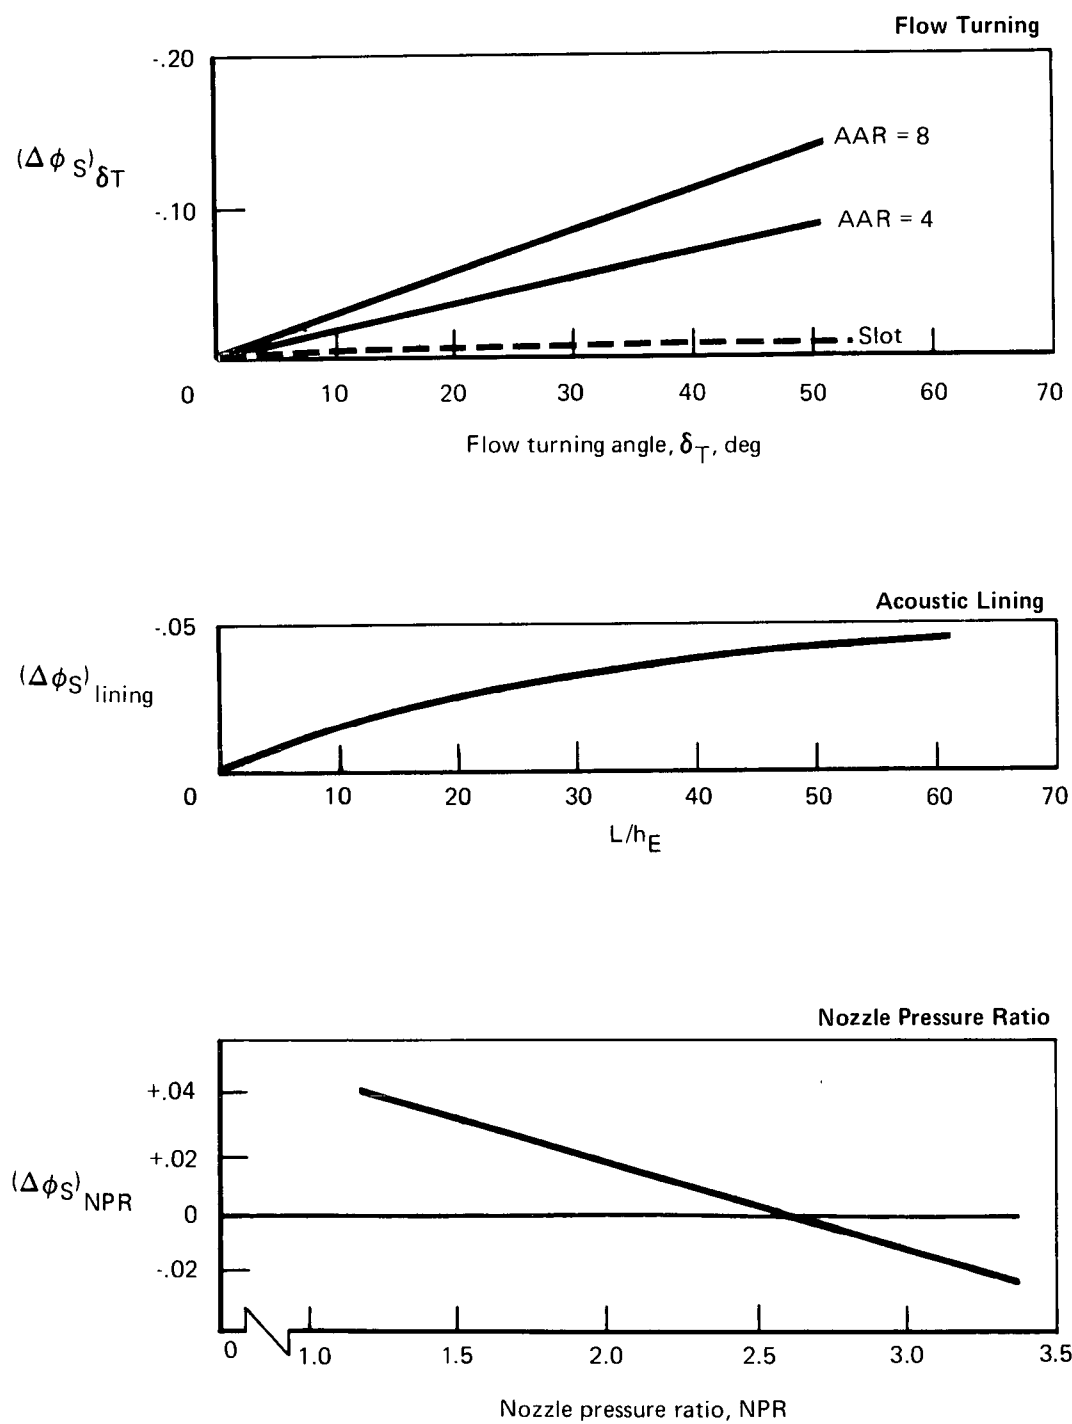 Flow Turning
-.20
(ΔϕS)δT
-.10
AAR = 8
AAR = 4
Slot
0 10 20 30 40 50 60 70
Flow turning angle, δT, deg
Acoustic Lining
-.05
(ΔϕS)lining
0 10 20 30 40 50 60 70
L/hE
Nozzle Pressure Ratio
+.04
+.02
(ΔϕS)NPR
0
-.02
0 1.0 1.5 2.0 2.5 3.0 3.5
Nozzle pressure ratio, NPR